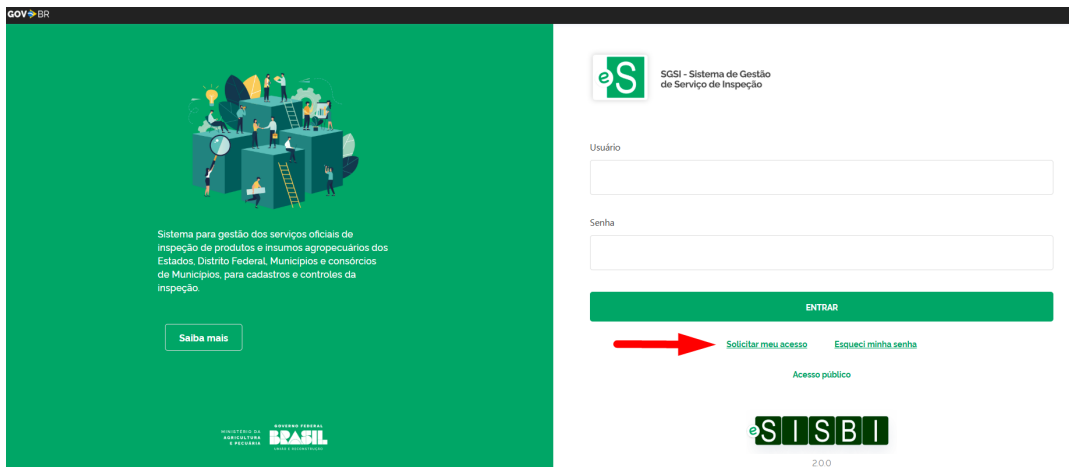 GOV BR
eS
SGSI - Sistema de Gestão
de Serviço de Inspeção
Usuário
Senha
ENTRAR
Solicitar meu acesso
Esqueci minha senha
Acesso público
eSISBI
2.0.0
Sistema para gestão dos serviços oficiais de
inspeção de produtos e insumos agropecuários dos
Estados, Distrito Federal, Municípios e consórcios
de Municípios, para cadastros e controles da
inspeção.
Saiba mais
MINISTÉRIO DA
AGRICULTURA
E PECUÁRIA
GOVERNO FEDERAL
BRASIL
UNIÃO E RECONSTRUÇÃO